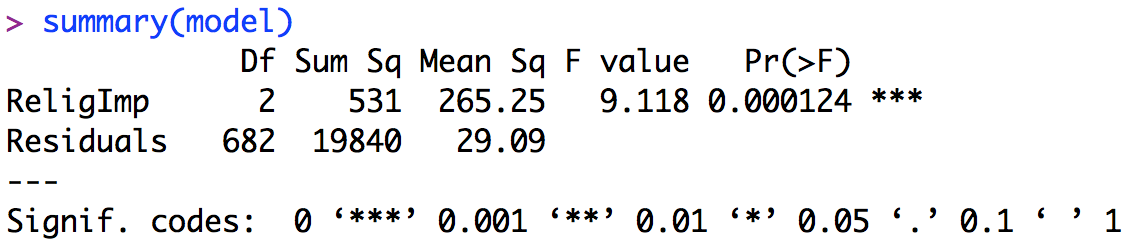 > summary(model)
             Df Sum Sq Mean Sq F value   Pr(>F)
ReligImp      2    531  265.25   9.118 0.000124 ***
Residuals   682  19840   29.09
---
Signif. codes:  0 ‘***’ 0.001 ‘**’ 0.01 ‘*’ 0.05 ‘.’ 0.1 ‘ ’ 1